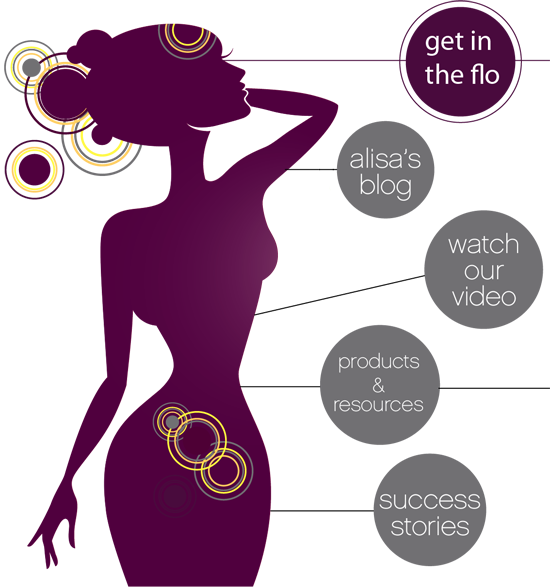 get in
the flo
alisa's
blog
watch
our
video
products
&
resources
success
stories